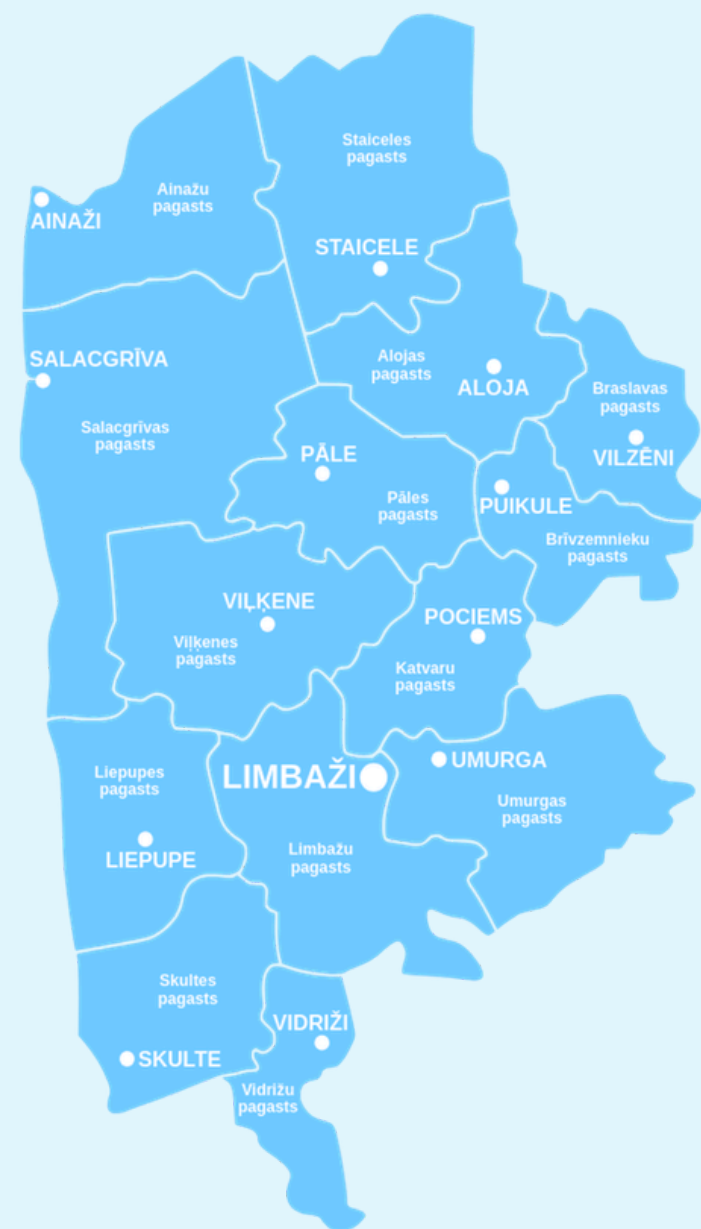 Staiceles
pagasts
Ainažu
pagasts
AINAŽI
STAICELE
SALACGRĪVA
Alojas
pagasts
ALOJA
Braslavas
pagasts
Salacgrīvas
pagasts
PĀLE
VILZĒNI
Pāles
pagasts
PUIKULE
Brīvzemnieku
pagasts
VIĻĶENE
Viļķenes
pagasts
POCIEMS
Katvaru
pagasts
LIMBAŽI
UMURGA
Liepupes
pagasts
Umurgas
pagasts
LIEPUPE
Limbažu
pagasts
Skultes
pagasts
VIDRIŽI
SKULTE
Vidrižu
pagasts